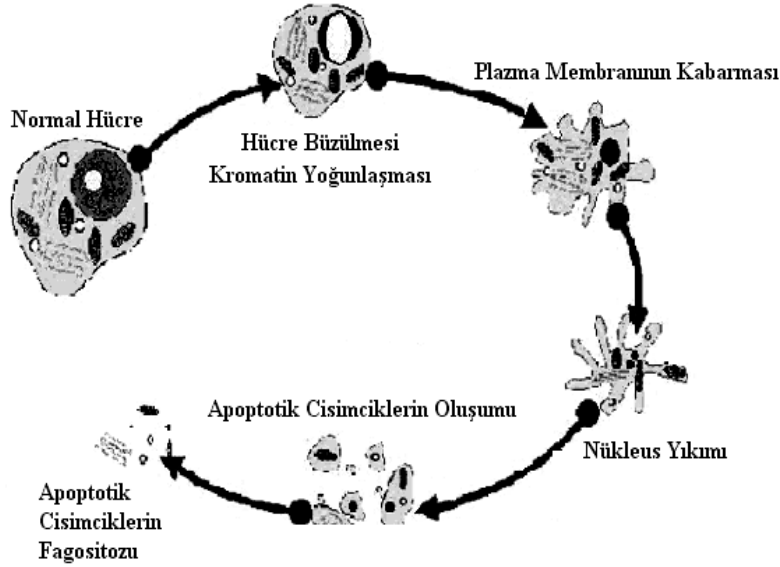 Normal Hücre
Hücre Büzülmesi
Kromatin Yoğunlaşması
Plazma Membranının Kabarması
Nükleus Yıkımı
Apoptotik Cisimciklerin Oluşumu
Apoptotik
Cisimciklerin
Fagositozu